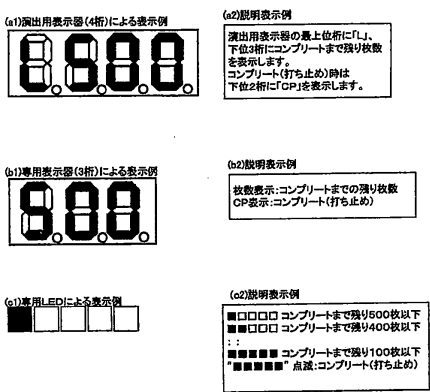 (a1)演出用表示器(4桁)による表示例
L500
(a2)説明表示例
演出用表示器の最上位桁に「L」、
下位3桁にコンプリートまで残り枚数
を表示します。
コンプリート(打ち止め)時は
下位2桁に「CP」を表示します。
(b1)専用表示器(3桁)による表示例
500
(b2)説明表示例
枚数表示:コンプリートまでの残り枚数
CP表示:コンプリート(打ち止め)
(c1)専用LEDによる表示例
(c2)説明表示例
■□□□□ コンプリートまで残り500枚以下
■■□□□ コンプリートまで残り400枚以下
: :
■■■■■ コンプリートまで残り100枚以下
"■■■■■" 点滅:コンプリート(打ち止め)